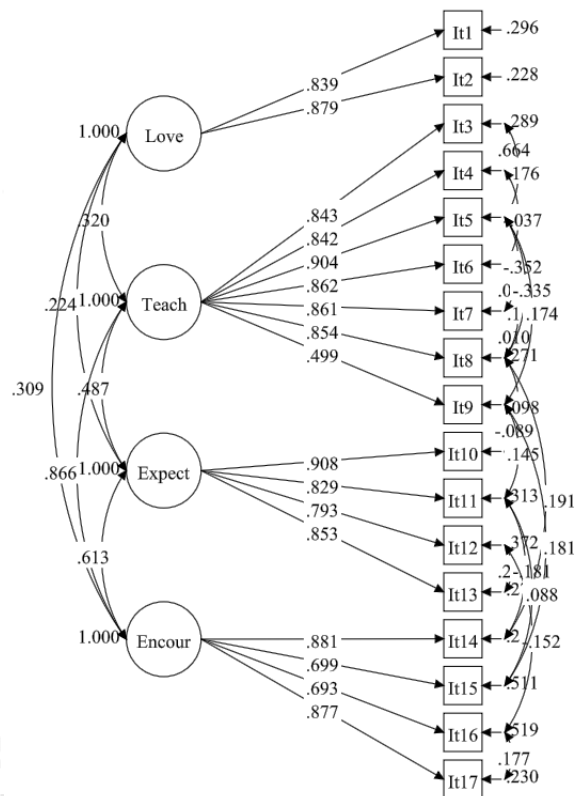 It1
.296
It2
.228
.839
.879
1.000
Love
It3
.289
.664
It4
.176
.320
.843
.842
.904
.862
.861
.854
.499
It5
.037
It6
-.352
-.335
.224
1.000
Teach
It7
.174
.010
It8
.271
.309
.487
It9
.098
-.089
.908
.829
.793
.853
It10
.145
.866
1.000
Expect
It11
.313
.191
It12
.372
.181
-.181
.613
It13
.088
1.000
Encour
.881
.699
.693
.877
It14
.152
It15
.511
It16
.519
.177
It17
.230